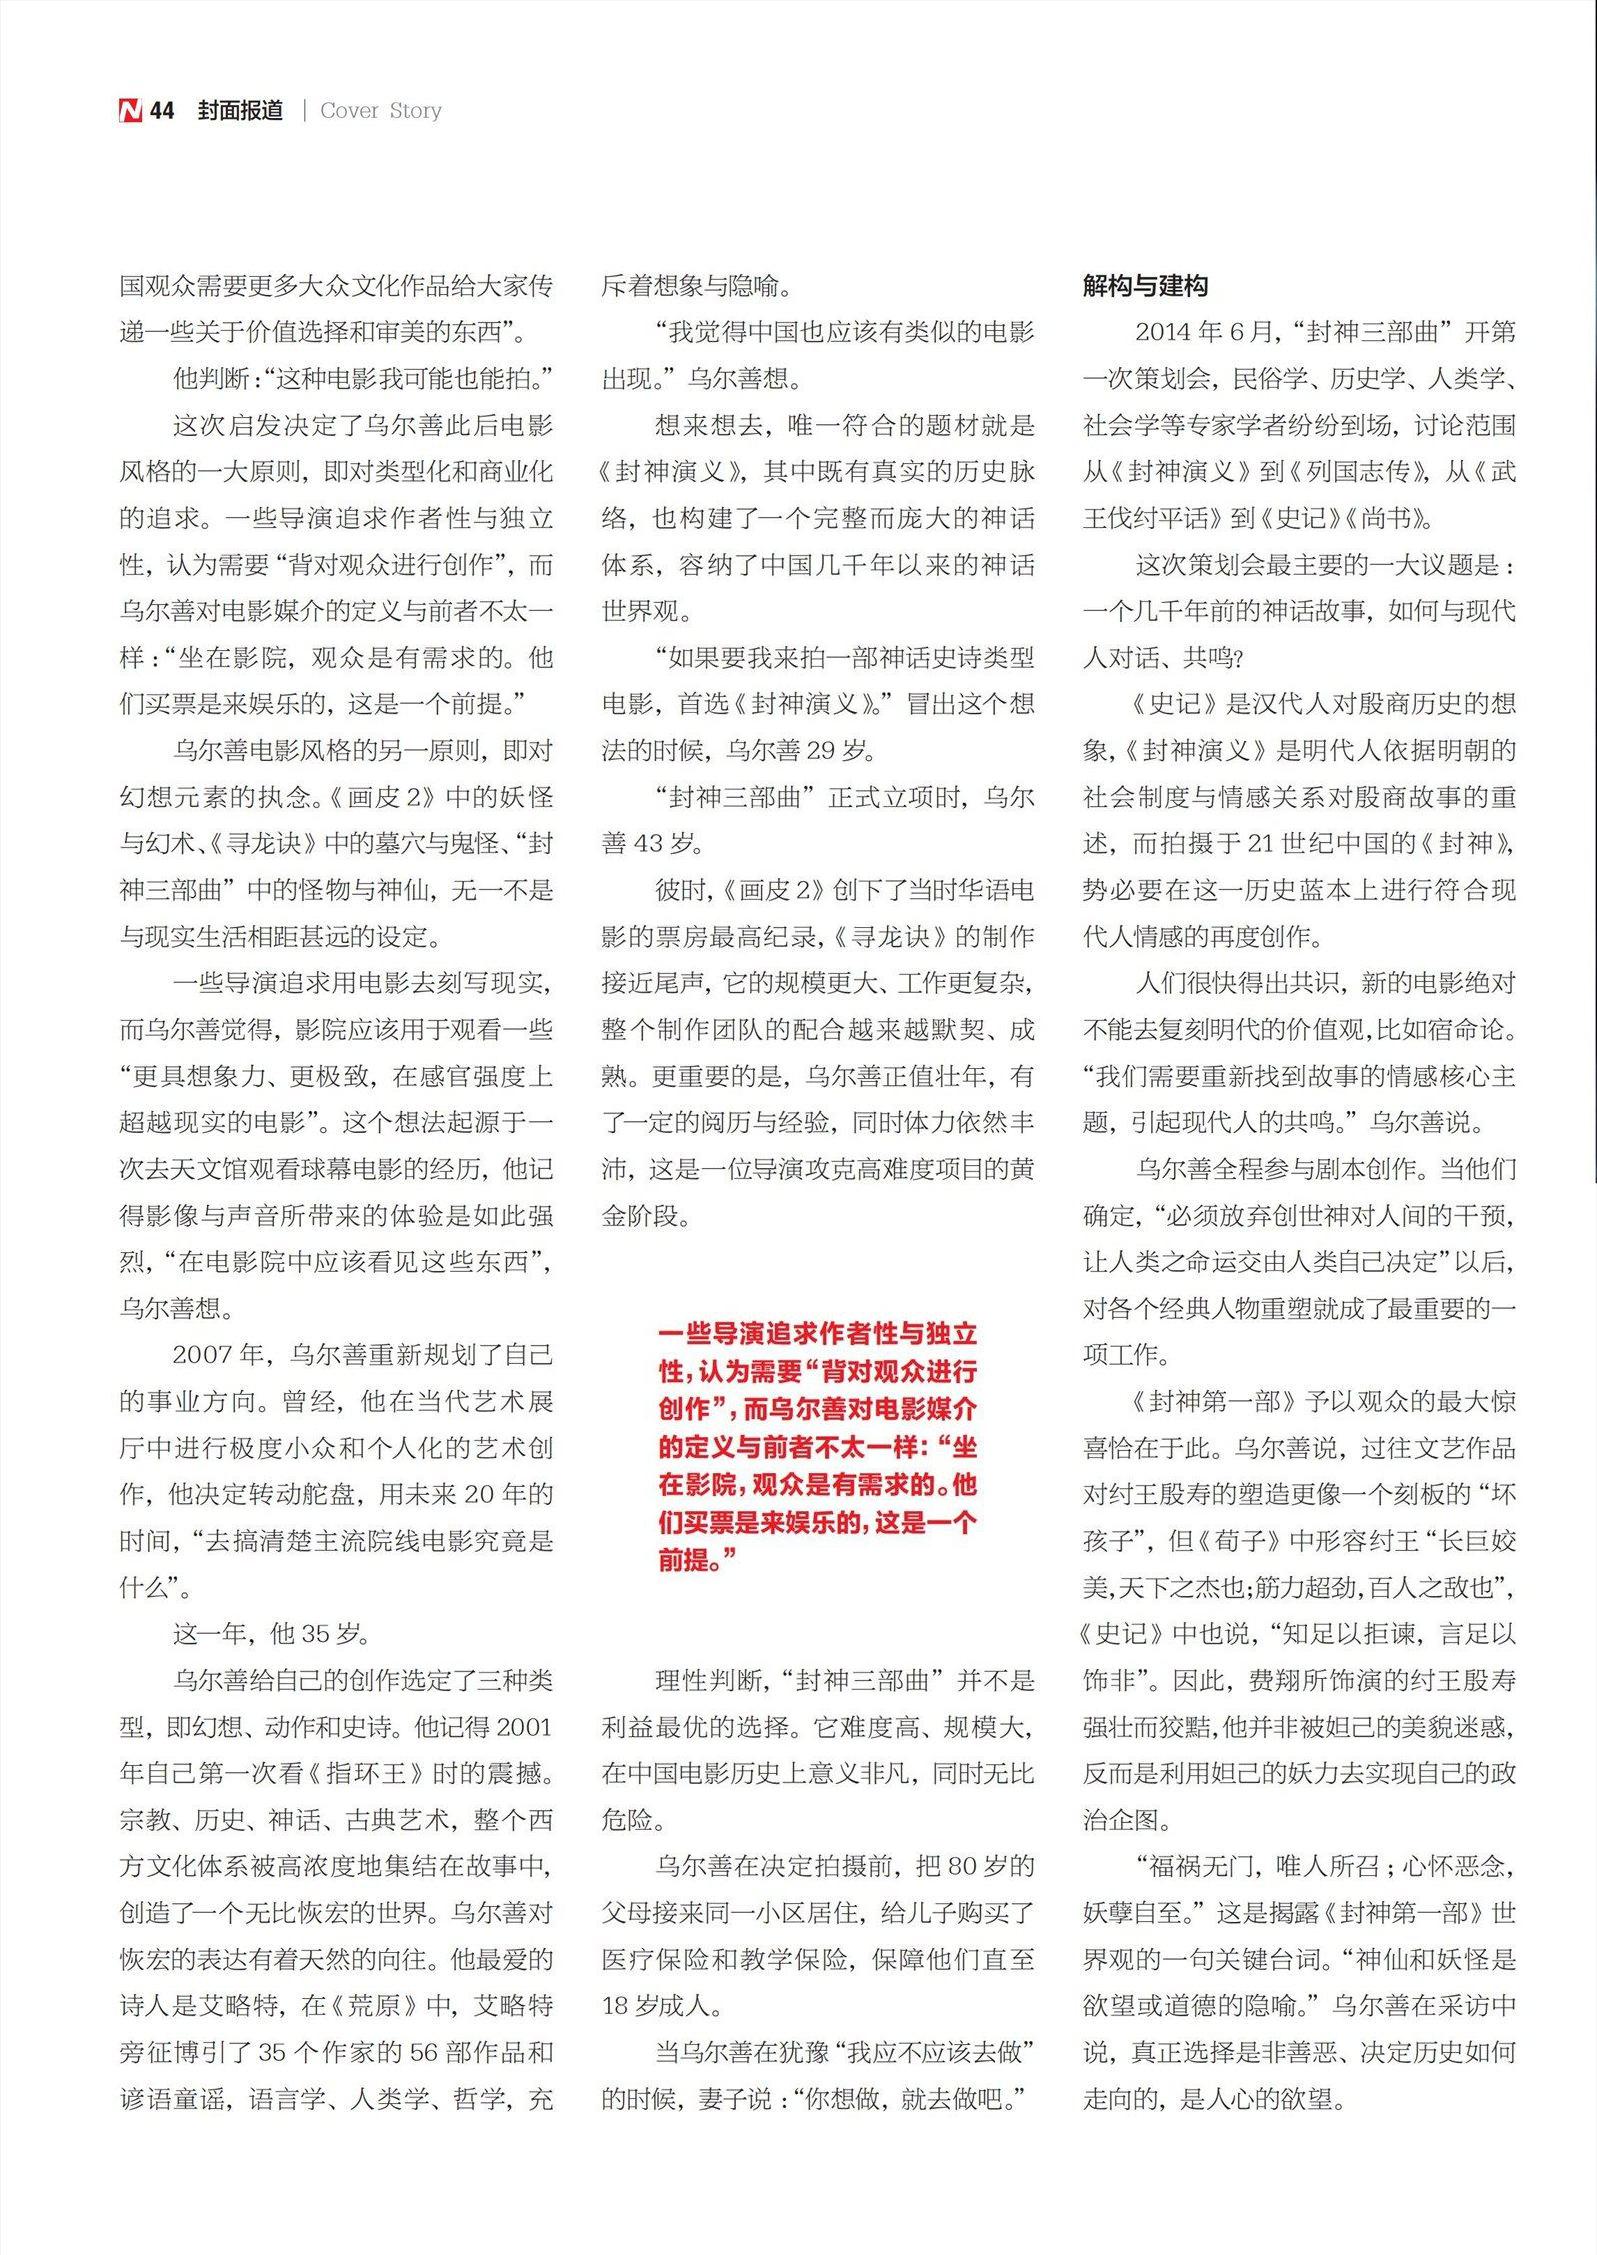 N 44 封面报道 | Cover Story
国观众需要更多大众文化作品给大家传
递一些关于价值选择和审美的东西”。
他判断：“这种电影我可能也能拍。”
这次启发决定了乌尔善此后电影
风格的一大原则，即对类型化和商业化
的追求。一些导演追求作者性与独立
性，认为需要“背对观众进行创作”，而
乌尔善对电影媒介的定义与前者不太一
样：“坐在影院，观众是有需求的。他
们买票是来娱乐的，这是一个前提。”
乌尔善电影风格的另一原则，即对
幻想元素的执念。《画皮2》中的妖怪
与幻术、《寻龙诀》中的墓穴与鬼怪、“封
神三部曲”中的怪物与神仙，无一不是
与现实生活相距甚远的设定。
一些导演追求用电影去刻写现实，
而乌尔善觉得，影院应该用于观看一些
“更具想象力、更极致，在感官强度上
超越现实的电影”。这个想法起源于一
次去天文馆观看球幕电影的经历，他记
得影像与声音所带来的体验是如此强
烈，“在电影院中应该看见这些东西”，
乌尔善想。
2007年，乌尔善重新规划了自己
的事业方向。曾经，他在当代艺术展
厅中进行极度小众和个人化的艺术创
作，他决定转动舵盘，用未来20年的
时间，“去搞清楚主流院线电影究竟是
什么”。
这一年，他35岁。
乌尔善给自己的创作选定了三种类
型，即幻想、动作和史诗。他记得2001
年自己第一次看《指环王》时的震撼。
宗教、历史、神话、古典艺术，整个西
方文化体系被高浓度地集结在故事中，
创造了一个无比恢宏的世界。乌尔善对
恢宏的表达有着天然的向往。他最爱的
诗人是艾略特，在《荒原》中，艾略特
旁征博引了35个作家的56部作品和
谚语童谣，语言学、人类学、哲学，充
斥着想象与隐喻。
“我觉得中国也应该有类似的电影
出现。”乌尔善想。
想来想去，唯一符合的题材就是
《封神演义》，其中既有真实的历史脉
络，也构建了一个完整而庞大的神话
体系，容纳了中国几千年以来的神话
世界观。
“如果要我来拍一部神话史诗类型
电影，首选《封神演义》。”冒出这个想
法的时候，乌尔善29岁。
“封神三部曲”正式立项时，乌尔
善43岁。
彼时，《画皮2》创下了当时华语电
影的票房最高纪录，《寻龙诀》的制作
接近尾声，它的规模更大、工作更复杂，
整个制作团队的配合越来越默契、成
熟。更重要的是，乌尔善正值壮年，有
了一定的阅历与经验，同时体力依然丰
沛，这是一位导演攻克高难度项目的黄
金阶段。
一些导演追求作者性与独立
性，认为需要“背对观众进行
创作”，而乌尔善对电影媒介
的定义与前者不太一样：“坐
在影院，观众是有需求的。他
们买票是来娱乐的，这是一个
前提。”
理性判断，“封神三部曲”并不是
利益最优的选择。它难度高、规模大，
在中国电影历史上意义非凡，同时无比
危险。
乌尔善在决定拍摄前，把80岁的
父母接来同一小区居住，给儿子购买了
医疗保险和教学保险，保障他们直至
18岁成人。
当乌尔善在犹豫“我应不应该去做”
的时候，妻子说：“你想做，就去做吧。”
解构与建构
2014年6月，“封神三部曲”开第
一次策划会，民俗学、历史学、人类学、
社会学等专家学者纷纷到场，讨论范围
从《封神演义》到《列国志传》，从《武
王伐纣平话》到《史记》《尚书》。
这次策划会最主要的一大议题是：
一个几千年前的神话故事，如何与现代
人对话、共鸣？
《史记》是汉代人对殷商历史的想
象，《封神演义》是明代人依据明朝的
社会制度与情感关系对殷商故事的重
述，而拍摄于21世纪中国的《封神》，
势必要在这一历史蓝本上进行符合现
代人情感的再度创作。
人们很快得出共识，新的电影绝对
不能去复刻明代的价值观，比如宿命论。
“我们需要重新找到故事的情感核心主
题，引起现代人的共鸣。”乌尔善说。
乌尔善全程参与剧本创作。当他们
确定，“必须放弃创世神对人间的干预，
让人类之命运交由人类自己决定”以后，
对各个经典人物重塑就成了最重要的一
项工作。
《封神第一部》予以观众的最大惊
喜恰在于此。乌尔善说，过往文艺作品
对纣王殷寿的塑造更像一个刻板的“坏
孩子”，但《荀子》中形容纣王“长巨姣
美，天下之杰也；筋力超劲，百人之敌也”，
《史记》中也说，“知足以拒谏，言足以
饰非”。因此，费翔所饰演的纣王殷寿
强壮而狡黠，他并非被妲己的美貌迷惑，
反而是利用妲己的妖力去实现自己的政
治企图。
“福祸无门，唯人所召；心怀恶念，
妖孽自至。”这是揭露《封神第一部》世
界观的一句关键台词。“神仙和妖怪是
欲望或道德的隐喻。”乌尔善在采访中
说，真正选择是非善恶、决定历史如何
走向的，是人心的欲望。